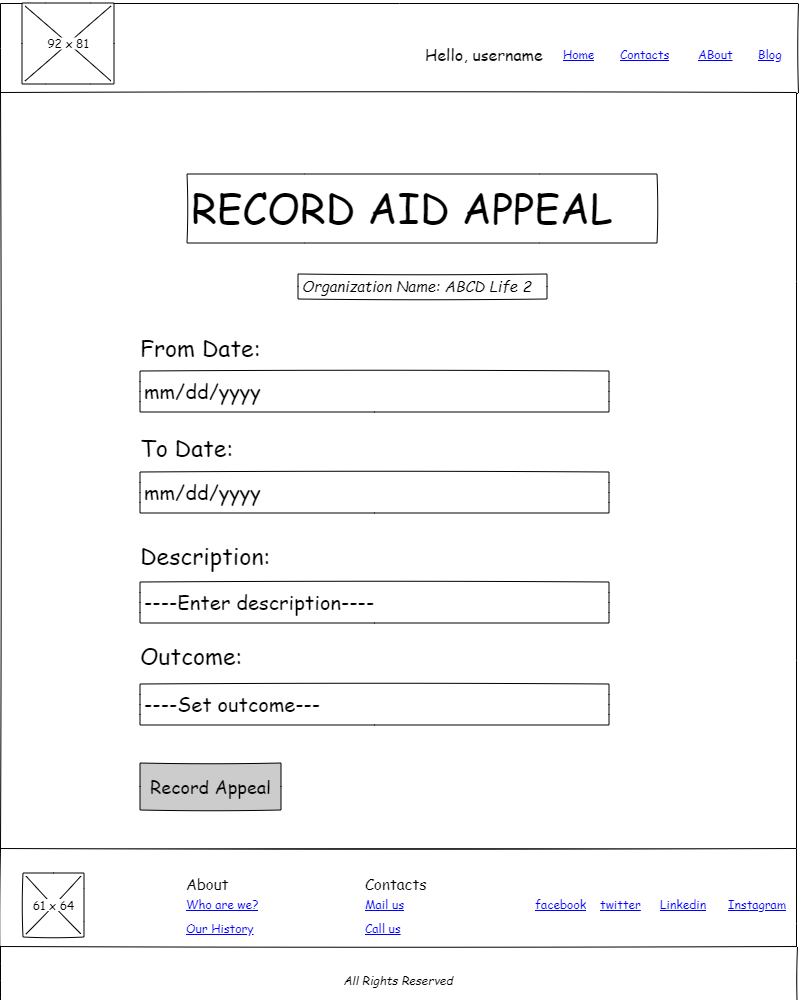 92 x 81
Hello, username Home Contacts ABout Blog
RECORD AID APPEAL
Organization Name: ABCD Life 2
From Date:
mm/dd/yyyy
To Date:
mm/dd/yyyy
Description:
----Enter description----
Outcome:
----Set outcome---
Record Appeal
61 x 64
About
Who are we?
Our History
Contacts
Mail us
Call us
facebook twitter Linkedin Instagram
All Rights Reserved